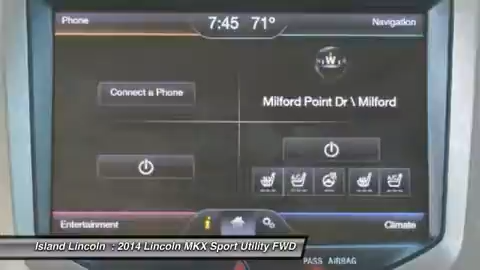 Phone
7:45 71°
Navigation
W
Connect a Phone
Milford Point Dr \ Milford
Entertainment
i
Climate
Island Lincoln : 2014 Lincoln MKX Sport Utility FWD
PASS AIRBAG